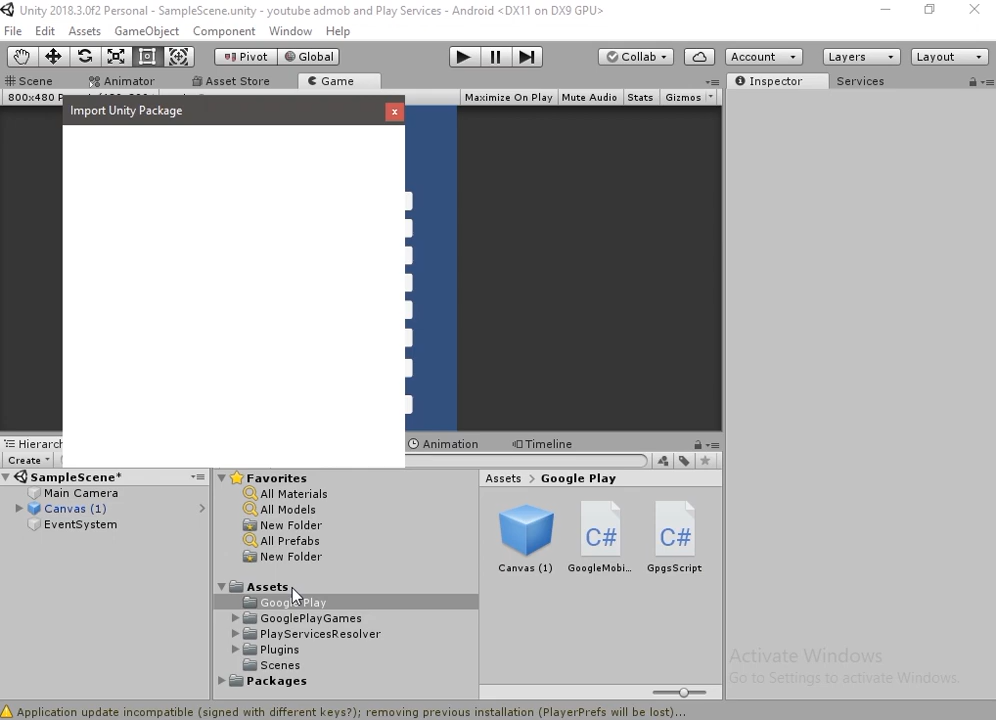 Unity 2018.3.0f2 Personal - SampleScene.unity - youtube admob and Play Services - Android <DX11 on DX9 GPU>
File Edit Assets GameObject Component Window Help
Pivot Global Collab Account Layers Layout
Scene Animator Asset Store Game Inspector Services
Maximize On Play Mute Audio Stats Gizmos
Import Unity Package
x
Animation Timeline
Create
SampleScene*
Main Camera
Canvas (1)
EventSystem
Favorites
All Materials
All Models
New Folder
All Prefabs
New Folder
Assets
Google Play
GooglePlayGames
PlayServicesResolver
Plugins
Scenes
Packages
Assets > Google Play
C# C#
Canvas (1) GoogleMobi... GpgsScript
Activate Windows
Go to Settings to activate Windows.
Application update incompatible (signed with different keys?); removing previous installation (PlayerPrefs will be lost)...